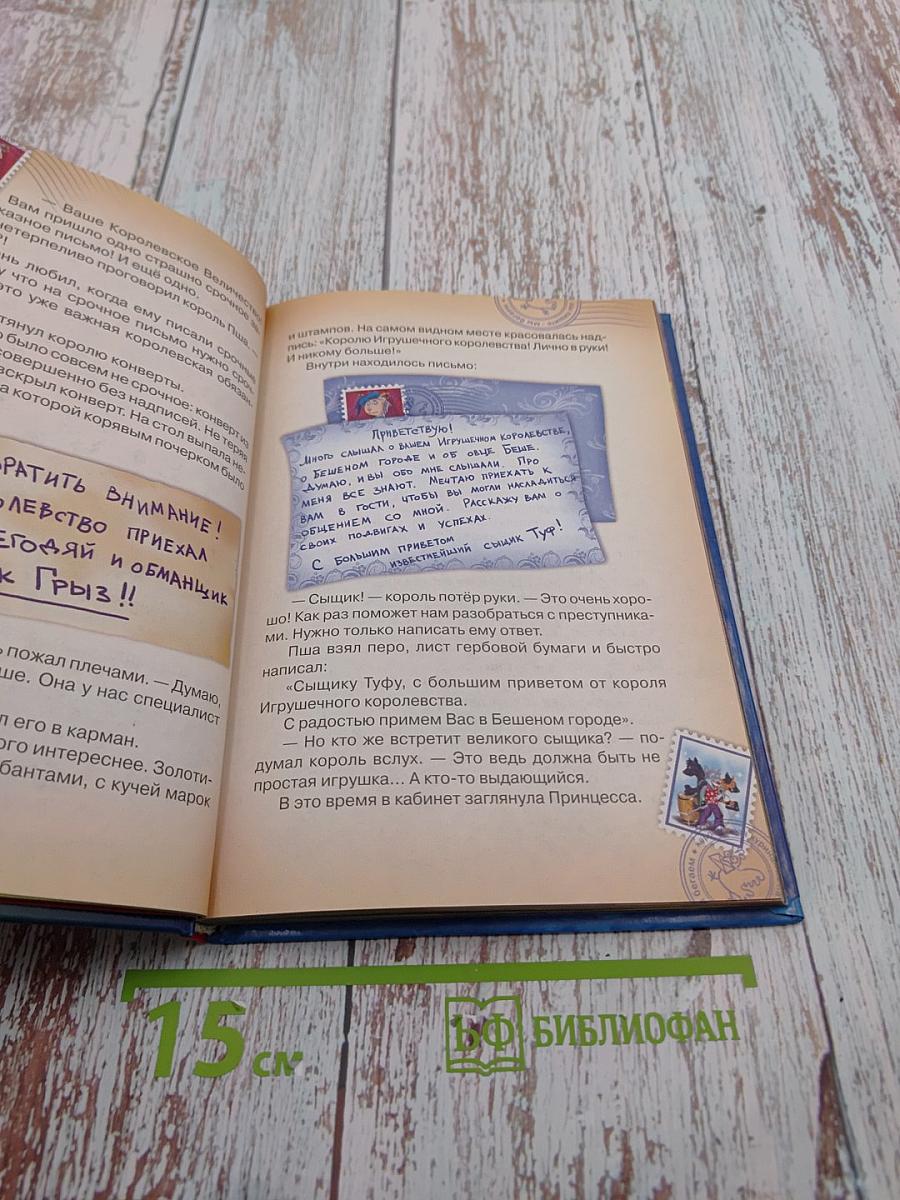 — Ваше Королевское Величество
Вам пришло одно страшно срочное за-
казное письмо! И ещё одно.
нетерпеливо проговорил король Пша. —
любил, когда ему писали срочные
что на срочное письмо нужно сроч-
это уже важная королевская обязан-
тянул королю конверты.
было совсем не срочное: конверт из
совершенно без надписей. Не теряя
вскрыл конверт. На стол выпала не-
а которой корявым почерком было
РАТИТЬ ВНИМАНИЕ!
ЛЕВСТВО ПРИЕХАЛ
ЕГОДЯЙ И ОБМАНЩИК
К ГРЫЗ!!
пожал плечами. — Думаю,
ше. Она у нас специалист
л его в карман.
ого интереснее. Золоти-
бантами, с кучей марок
и штампов. На самом видном месте красовалась над-
пись: «Королю Игрушечного королевства! Лично в руки!
И никому больше!»
Внутри находилось письмо:
ПРИВЕТСТВУЮ!
МНОГО СЛЫШАЛ О ВАШЕМ ИГРУШЕЧНОМ КОРОЛЕВСТВЕ,
О БЕШЕНОМ ГОРОДЕ И ОБ ОВЦЕ БЕШЕ.
ДУМАЮ, И ВЫ ОБО МНЕ СЛЫШАЛИ. ПРО
МЕНЯ ВСЕ ЗНАЮТ. МЕЧТАЮ ПРИЕХАТЬ К
ВАМ В ГОСТИ, ЧТОБЫ ВЫ МОГЛИ НАСЛАДИТЬСЯ
ОБЩЕНИЕМ СО МНОЙ. РАССКАЖУ ВАМ О
СВОИХ ПОДВИГАХ И УСПЕХАХ.
С БОЛЬШИМ ПРИВЕТОМ
ИЗВЕСТНЕЙШИЙ СЫЩИК ТУФ!
— Сыщик! — король потёр руки. — Это очень хоро-
шо! Как раз поможет нам разобраться с преступника-
ми. Нужно только написать ему ответ.
Пша взял перо, лист гербовой бумаги и быстро
написал:
«Сыщику Туфу, с большим приветом от короля
Игрушечного королевства.
С радостью примем Вас в Бешеном городе».
— Но кто же встретит великого сыщика? — по-
думал король вслух. — Это ведь должна быть не
простая игрушка... А кто-то выдающийся.
В это время в кабинет заглянула Принцесса.
15 см
БФ БИБЛИОФАН